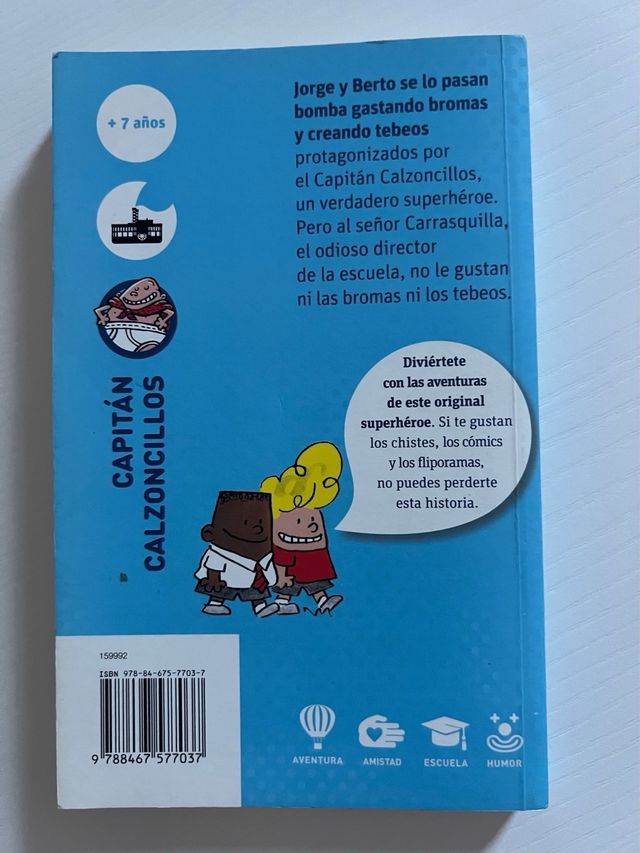 + 7 años
Jorge y Berto se lo pasan
bomba gastando bromas
y creando tebeos
protagonizados por
el Capitán Calzoncillos,
un verdadero superhéroe.
Pero al señor Carrasquilla,
el odioso director
de la escuela, no le gustan
ni las bromas ni los tebeos.
CAPITÁN
CALZONCILLOS
Diviértete
con las aventuras
de este original
superhéroe. Si te gustan
los chistes, los cómics
y los fliporamas,
no puedes perderte
esta historia.
159992
ISBN 978-84-675-7703-7
9 788467 577037
AVENTURA
AMISTAD
ESCUELA
HUMOR